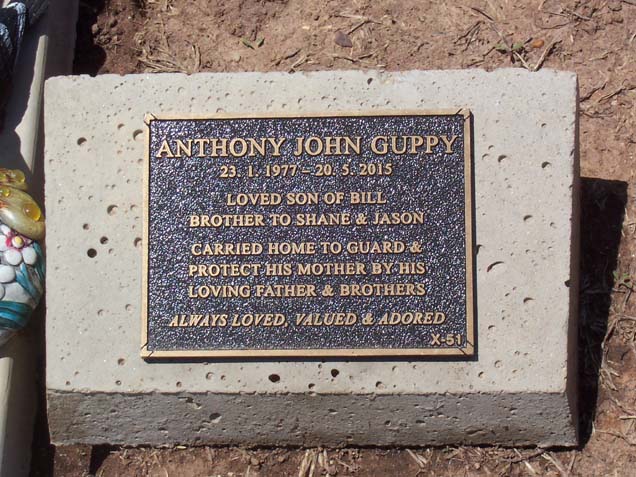 ANTHONY JOHN GUPPY
23. 1. 1977 – 20. 5. 2015
LOVED SON OF BILL
BROTHER TO SHANE & JASON
CARRIED HOME TO GUARD &
PROTECT HIS MOTHER BY HIS
LOVING FATHER & BROTHERS
ALWAYS LOVED, VALUED & ADORED
X-51